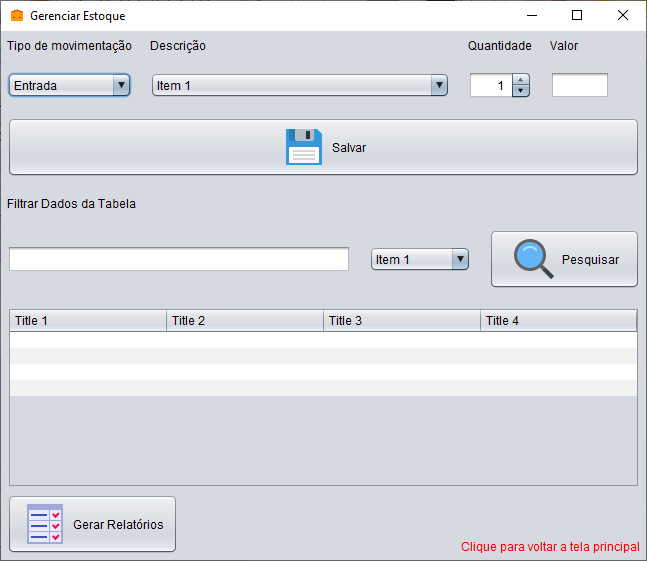 Gerenciar Estoque
Tipo de movimentação Descrição Quantidade Valor
Entrada Item 1 1
Salvar
Filtrar Dados da Tabela
Item 1 Pesquisar
Title 1 Title 2 Title 3 Title 4
Gerar Relatórios
Clique para voltar a tela principal